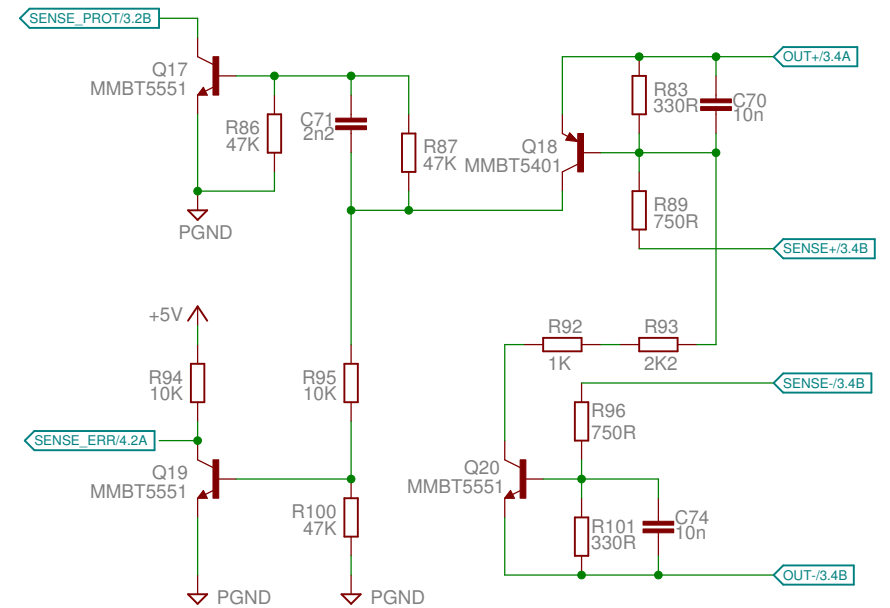 SENSE_PROT/3.2B
Q17
MMBT5551
R86
47K
C71
2n2
R87
47K
Q18
MMBT5401
R83
330R
C70
10n
OUT+/3.4A
R89
750R
SENSE+/3.4B
PGND
+5V
R94
10K
R95
10K
R92
1K
R93
2K2
SENSE-/3.4B
R96
750R
SENSE_ERR/4.2A
Q19
MMBT5551
Q20
MMBT5551
R100
47K
R101
330R
C74
10n
OUT-/3.4B
PGND
PGND